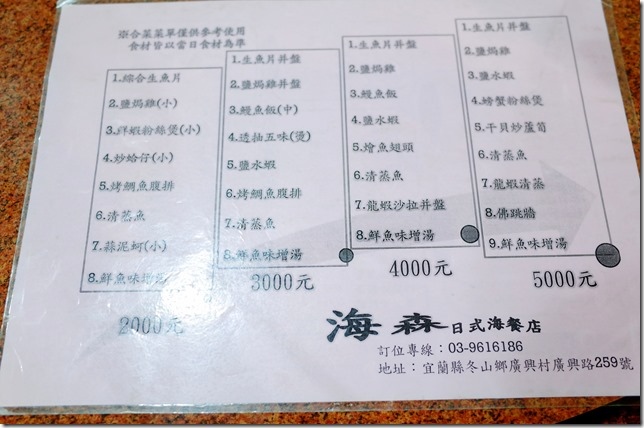 ※合菜菜單僅供參考使用
食材皆以當日食材為準
1.綜合生魚片
2.鹽焗雞(小)
3.鮮蝦粉絲煲(小)
4.炒蛤仔(小)
5.烤鯛魚腹排
6.清蒸魚
7.蒜泥蚵(小)
8.鮮魚味增
2000元
1.生魚片丼盤
2.鹽焗雞
3.鰻魚飯(中)
4.透抽五味(燙)
5.鹽水蝦
6.烤鯛魚腹排
7.清蒸魚
8.鮮魚味增湯
3000元
1.生魚片丼盤
2.鹽焗雞
3.鰻魚飯
4.鹽水蝦
5.燴魚翅頭
6.清蒸魚
7.龍蝦沙拉丼盤
8.鮮魚味增湯
4000元
1.生魚片丼盤
2.鹽焗雞
3.鹽水蝦
4.螃蟹粉絲煲
5.干貝炒蘆筍
6.清蒸魚
7.龍蝦清蒸
8.佛跳牆
9.鮮魚味增湯
5000元
海森日式海餐店
訂位專線：03-9616186
地址：宜蘭縣冬山鄉廣興村廣興路259號